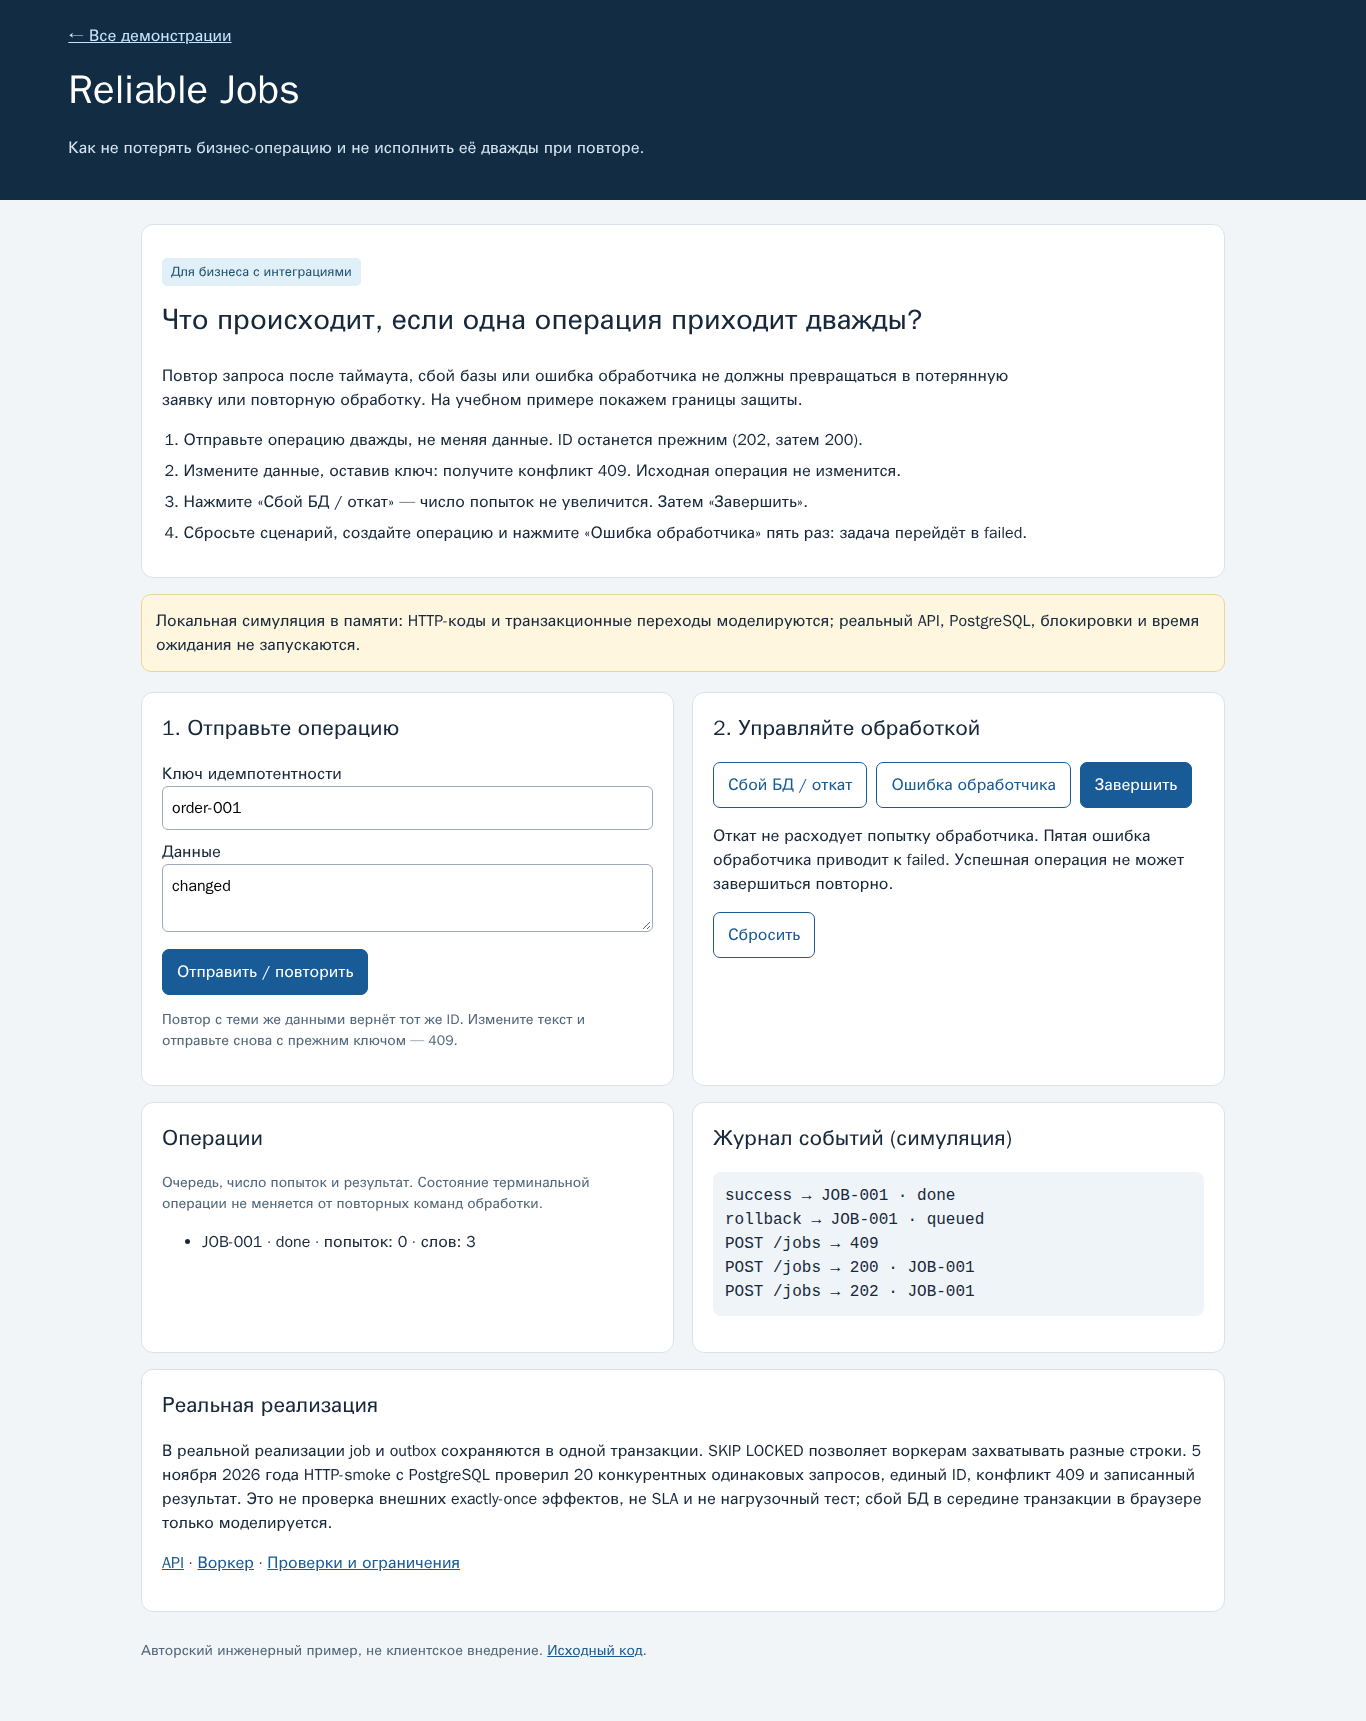 ← Все демонстрации
Reliable Jobs
Как не потерять бизнес-операцию и не исполнить её дважды при повторе.
Для бизнеса с интеграциями
Что происходит, если одна операция приходит дважды?
Повтор запроса после таймаута, сбой базы или ошибка обработчика не должны превращаться в потерянную
заявку или повторную обработку. На учебном примере покажем границы защиты.
1. Отправьте операцию дважды, не меняя данные. ID останется прежним (202, затем 200).
2. Измените данные, оставив ключ: получите конфликт 409. Исходная операция не изменится.
3. Нажмите «Сбой БД / откат» — число попыток не увеличится. Затем «Завершить».
4. Сбросьте сценарий, создайте операцию и нажмите «Ошибка обработчика» пять раз: задача перейдёт в failed.
Локальная симуляция в памяти: HTTP-коды и транзакционные переходы моделируются; реальный API, PostgreSQL, блокировки и время
ожидания не запускаются.
1. Отправьте операцию
Ключ идемпотентности
order-001
Данные
changed
Отправить / повторить
Повтор с теми же данными вернёт тот же ID. Измените текст и
отправьте снова с прежним ключом — 409.
2. Управляйте обработкой
Сбой БД / откат
Ошибка обработчика
Завершить
Откат не расходует попытку обработчика. Пятая ошибка
обработчика приводит к failed. Успешная операция не может
завершиться повторно.
Сбросить
Операции
Очередь, число попыток и результат. Состояние терминальной
операции не меняется от повторных команд обработки.
• JOB-001 · done · попыток: 0 · слов: 3
Журнал событий (симуляция)
success → JOB-001 · done
rollback → JOB-001 · queued
POST /jobs → 409
POST /jobs → 200 · JOB-001
POST /jobs → 202 · JOB-001
Реальная реализация
В реальной реализации job и outbox сохраняются в одной транзакции. SKIP LOCKED позволяет воркерам захватывать разные строки. 5
ноября 2026 года HTTP-smoke с PostgreSQL проверил 20 конкурентных одинаковых запросов, единый ID, конфликт 409 и записанный
результат. Это не проверка внешних exactly-once эффектов, не SLA и не нагрузочный тест; сбой БД в середине транзакции в браузере
только моделируется.
API · Воркер · Проверки и ограничения
Авторский инженерный пример, не клиентское внедрение. Исходный код.